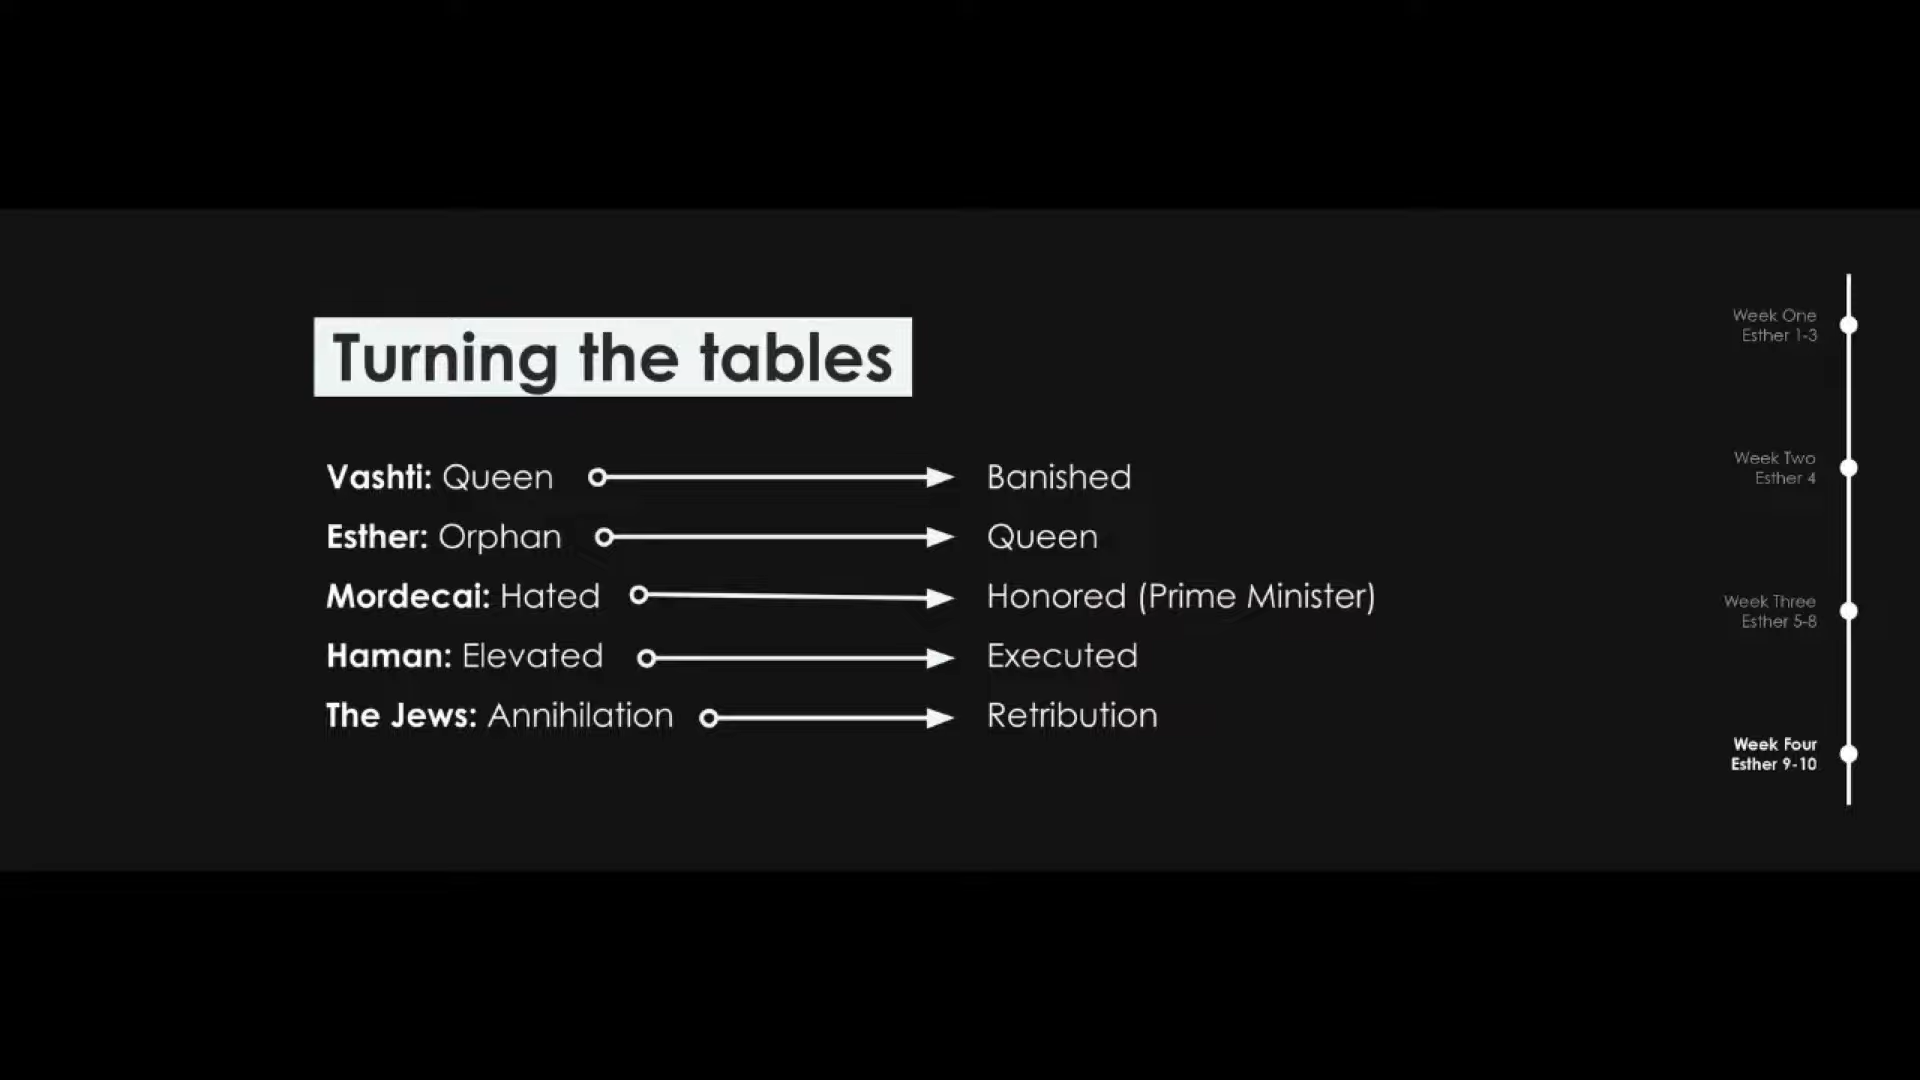 Turning the tables
Vashti: Queen Banished
Esther: Orphan Queen
Mordecai: Hated Honored (Prime Minister)
Haman: Elevated Executed
The Jews: Annihilation Retribution
Week One
Esther 1-3
Week Two
Esther 4
Week Three
Esther 5-8
Week Four
Esther 9-10